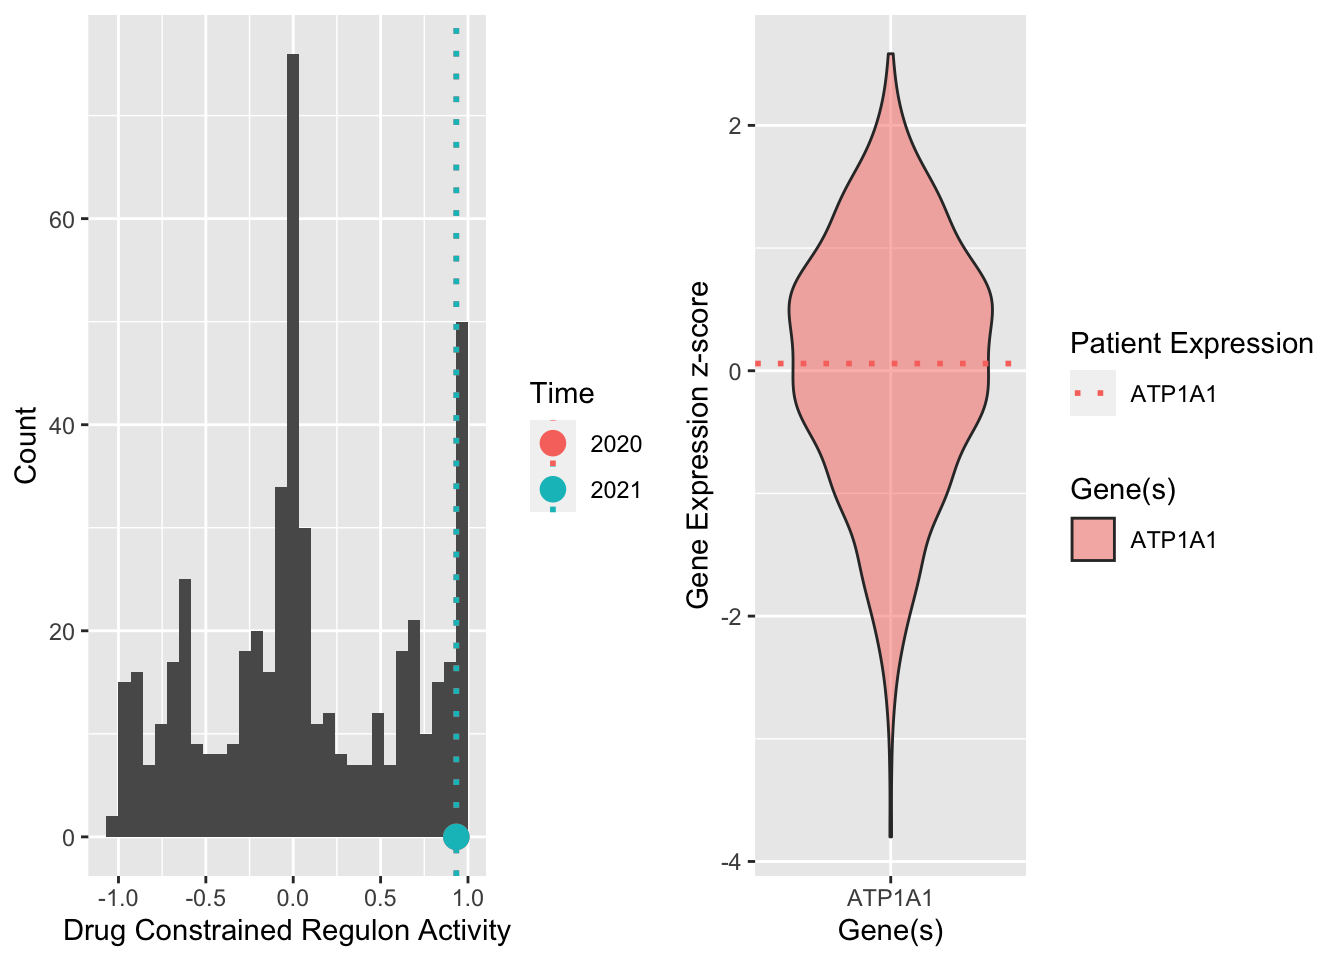 Count
60
40
20
0
-1.0
-0.5
0.0
0.5
1.0
Drug Constrained Regulon Activity
Time
2020
2021
Gene Expression z-score
2
0
-2
-4
ATP1A1
Gene(s)
Patient Expression
ATP1A1
Gene(s)
ATP1A1